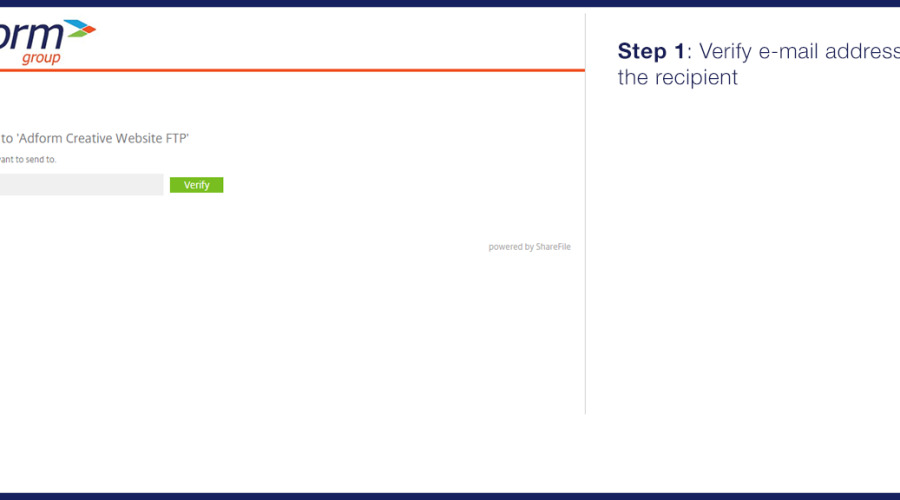 orm
group
to 'Adform Creative Website FTP'
ant to send to.
Verify
powered by ShareFile
Step 1: Verify e-mail address
the recipient